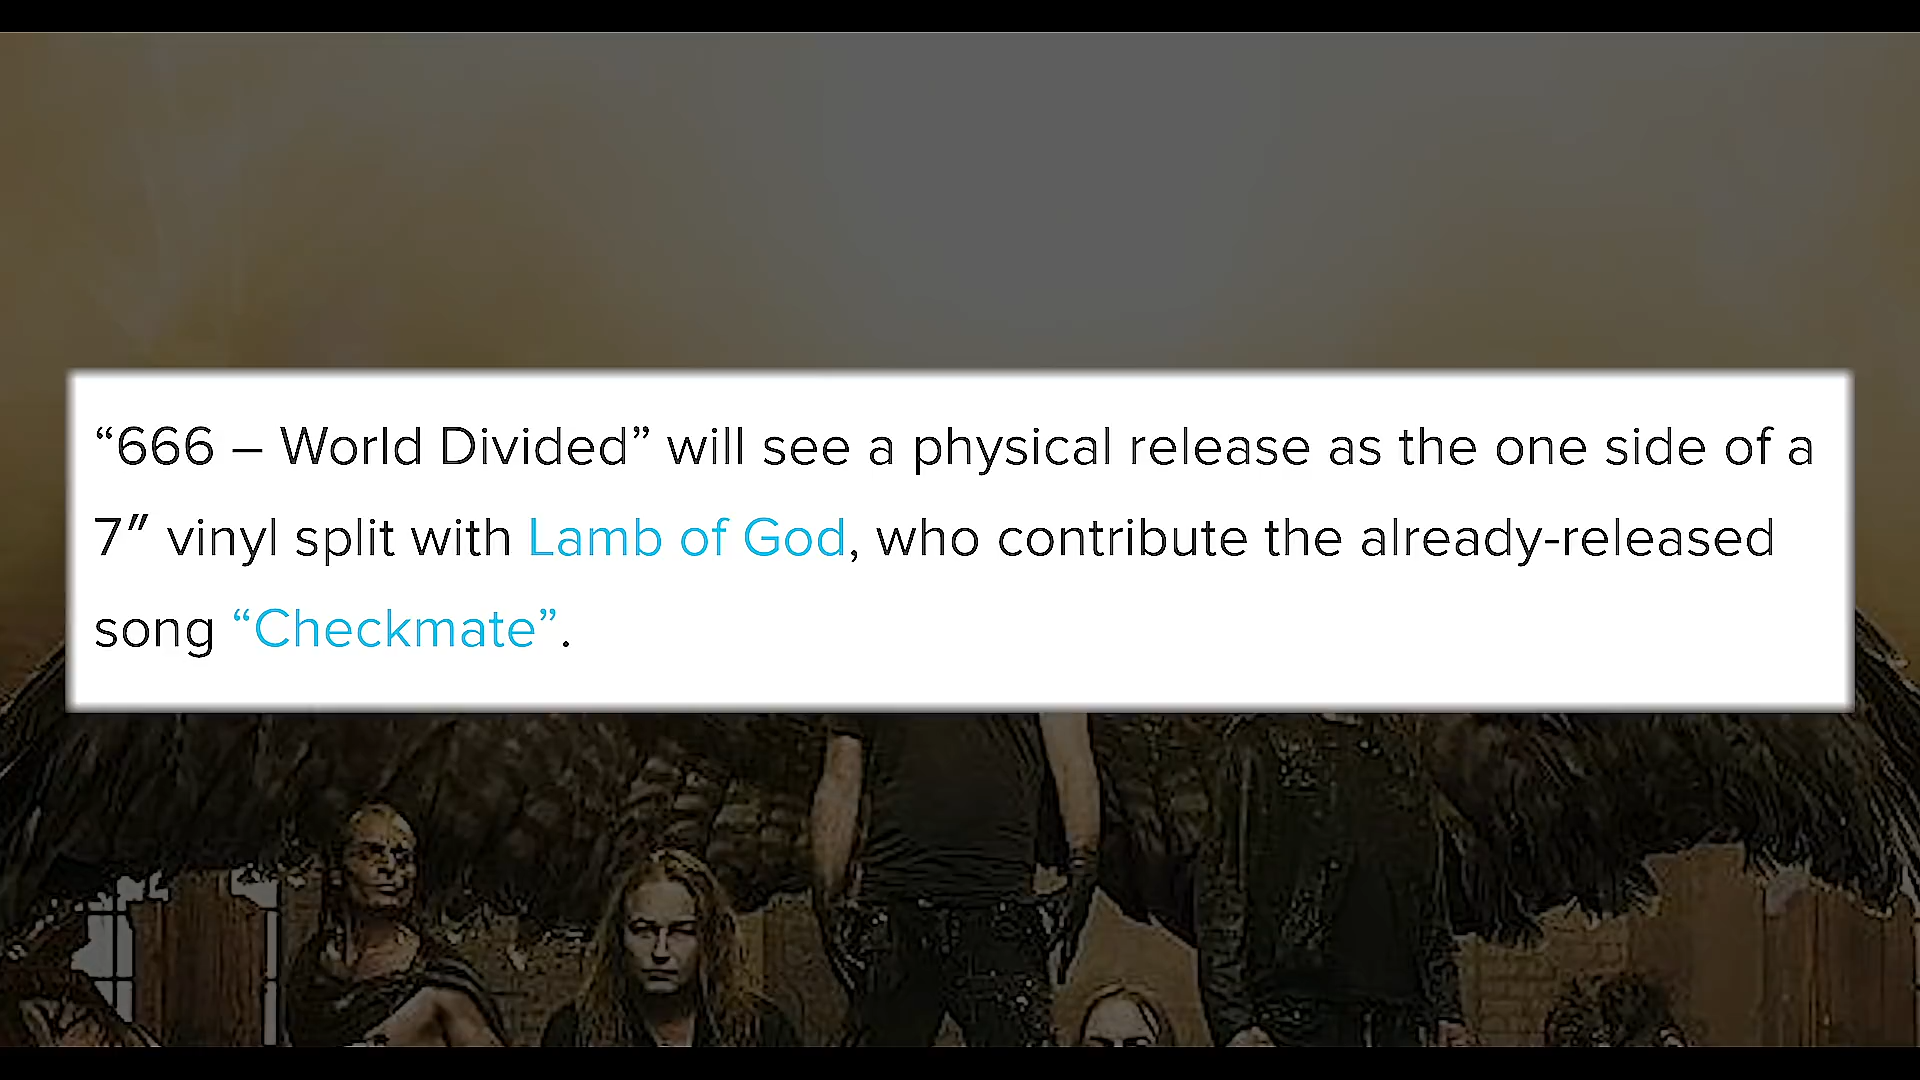 “666 – World Divided” will see a physical release as the one side of a
7″ vinyl split with Lamb of God, who contribute the already-released
song “Checkmate”.